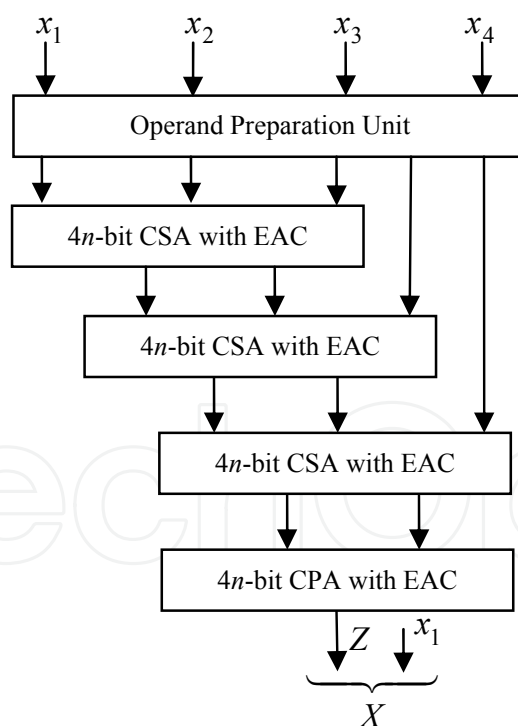 x₁ x₂ x₃ x₄
Operand Preparation Unit
4n-bit CSA with EAC
4n-bit CSA with EAC
4n-bit CSA with EAC
4n-bit CPA with EAC
Z x₁
X